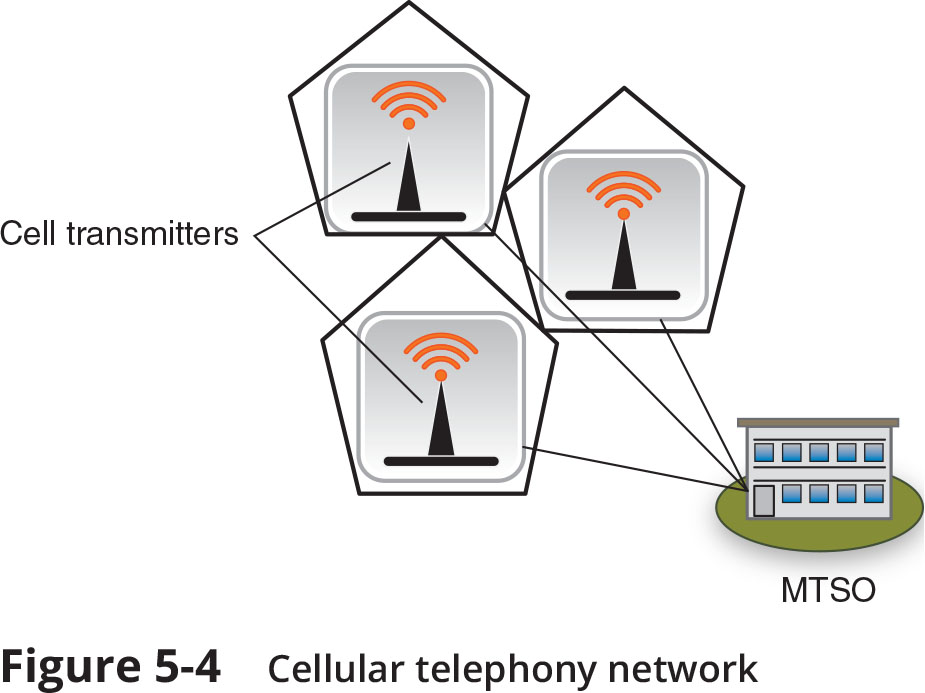 Cell transmitters
MTSO
Figure 5-4 Cellular telephony network